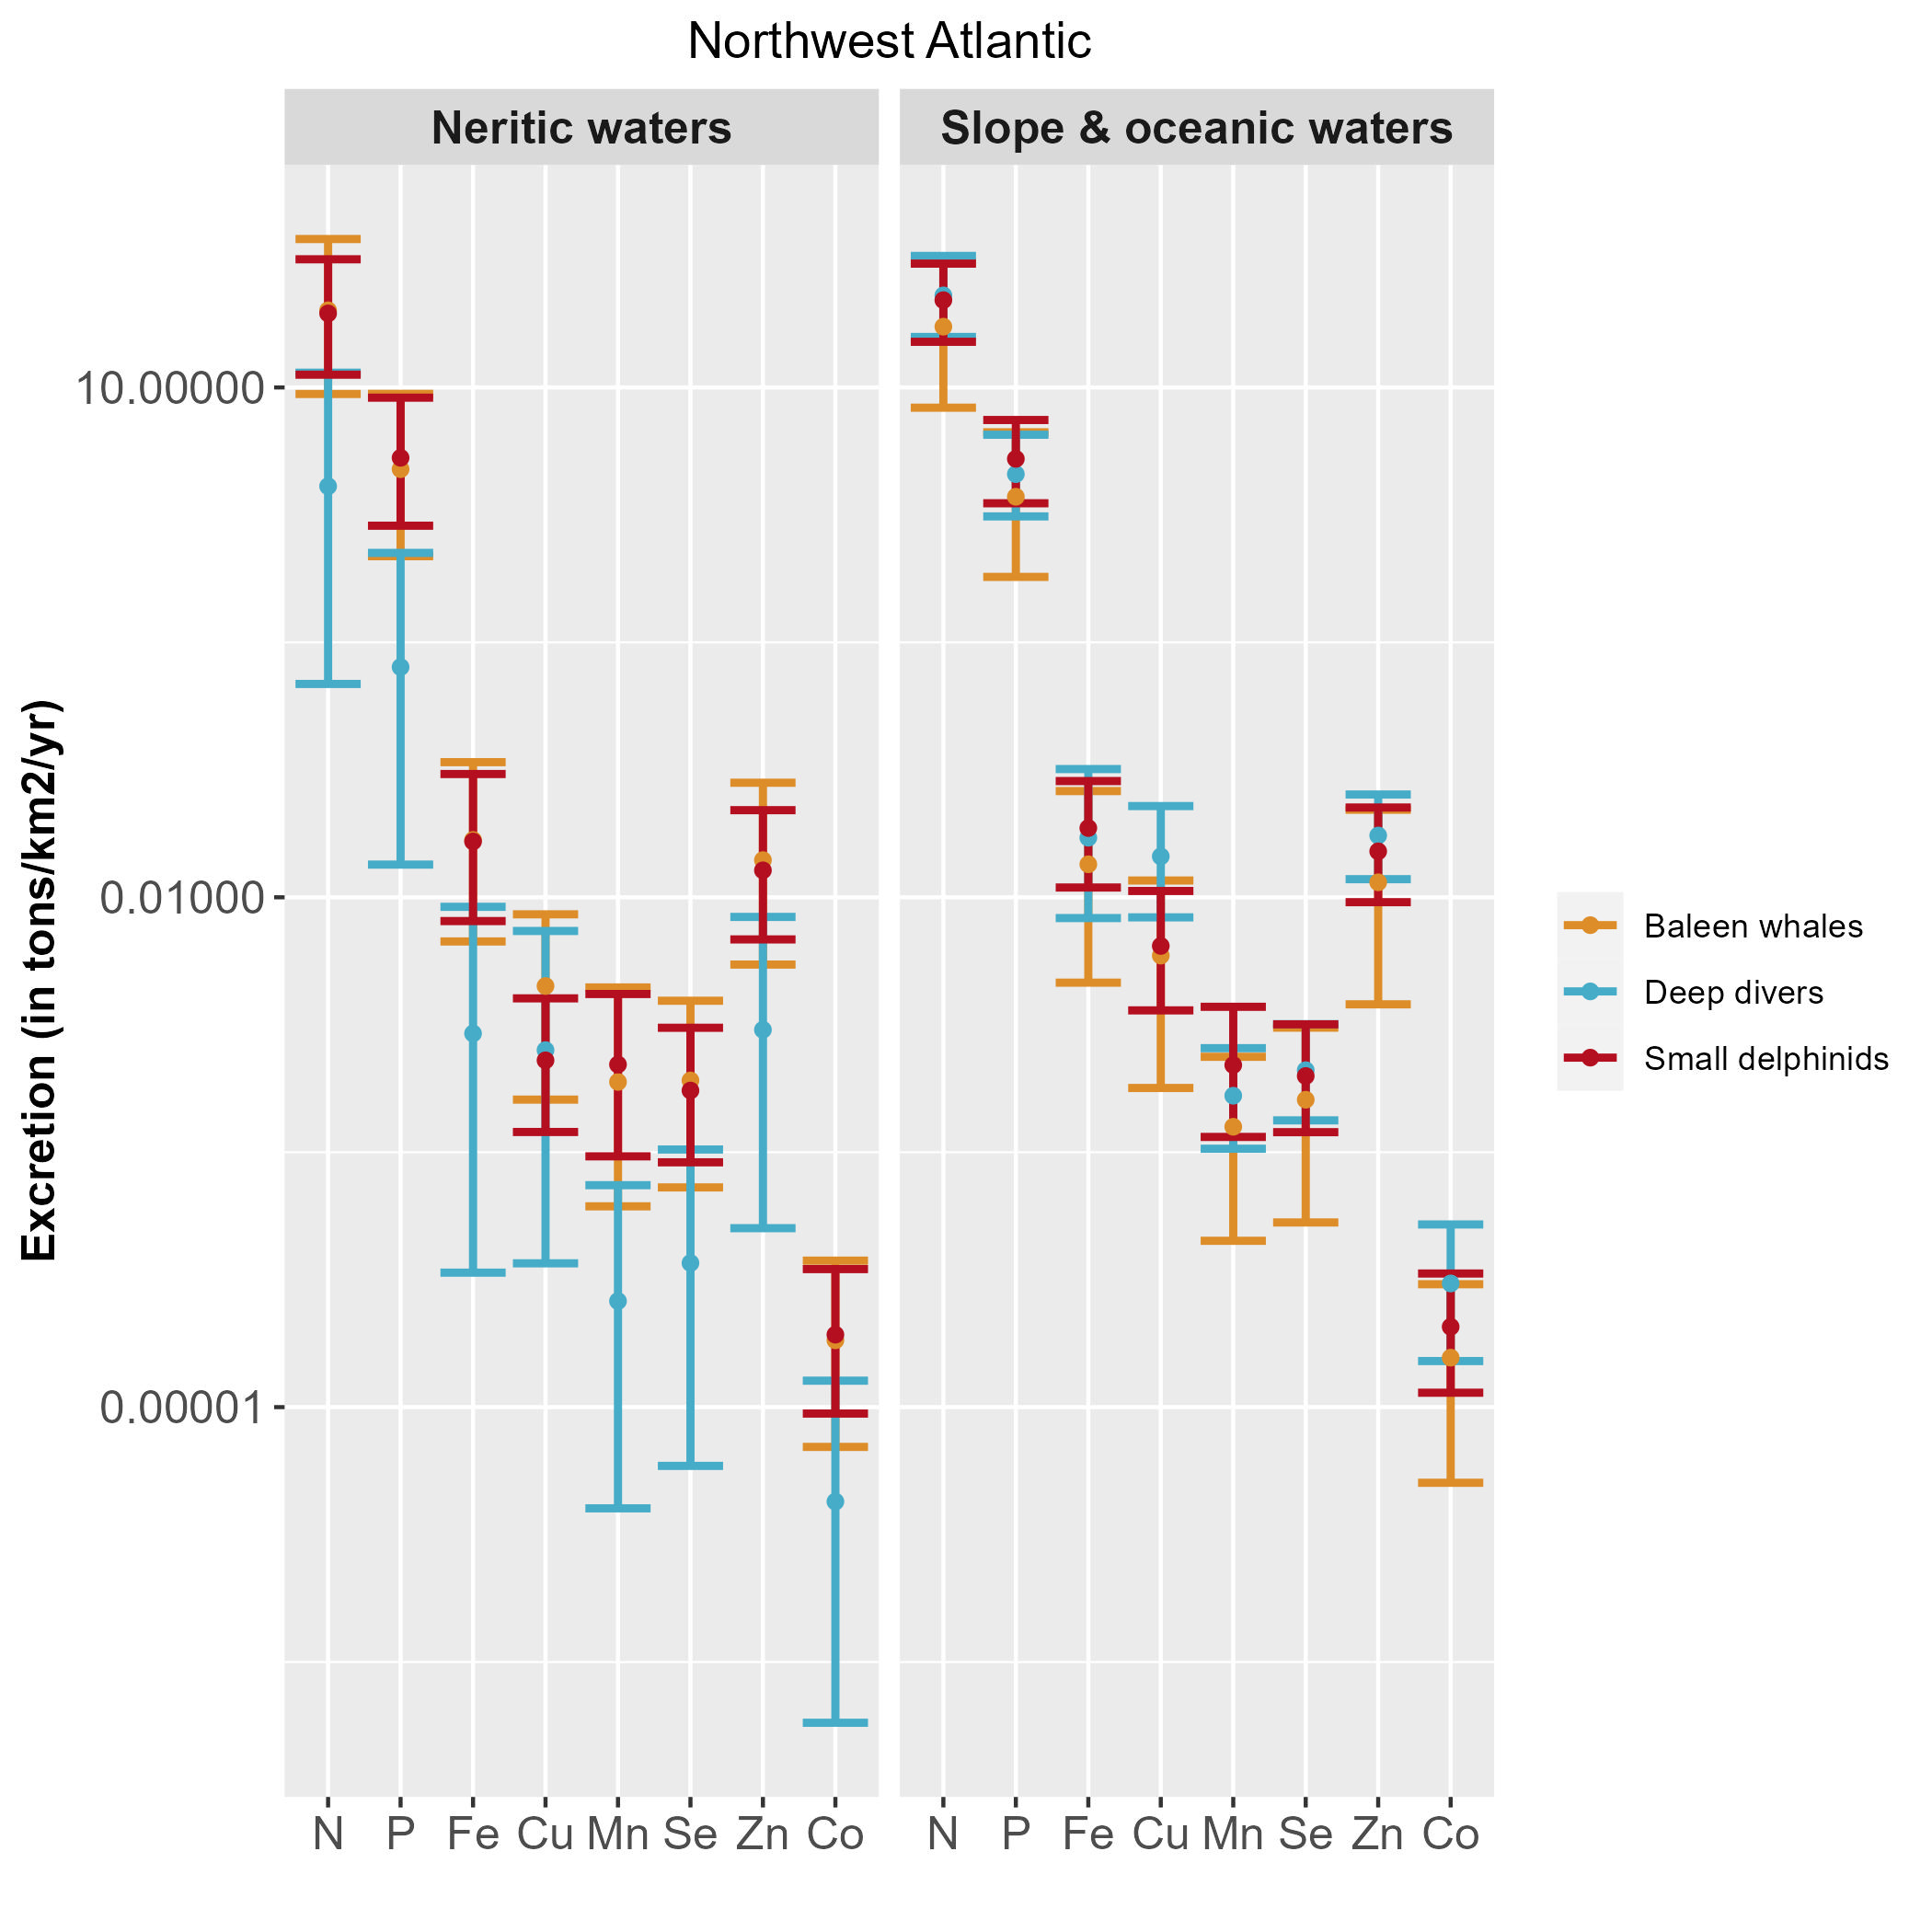 Northwest Atlantic
Neritic waters
Slope & oceanic waters
Excretion (in tons/km2/yr)
10.00000
0.01000
0.00001
N P Fe Cu Mn Se Zn Co
N P Fe Cu Mn Se Zn Co
Baleen whales
Deep divers
Small delphinids